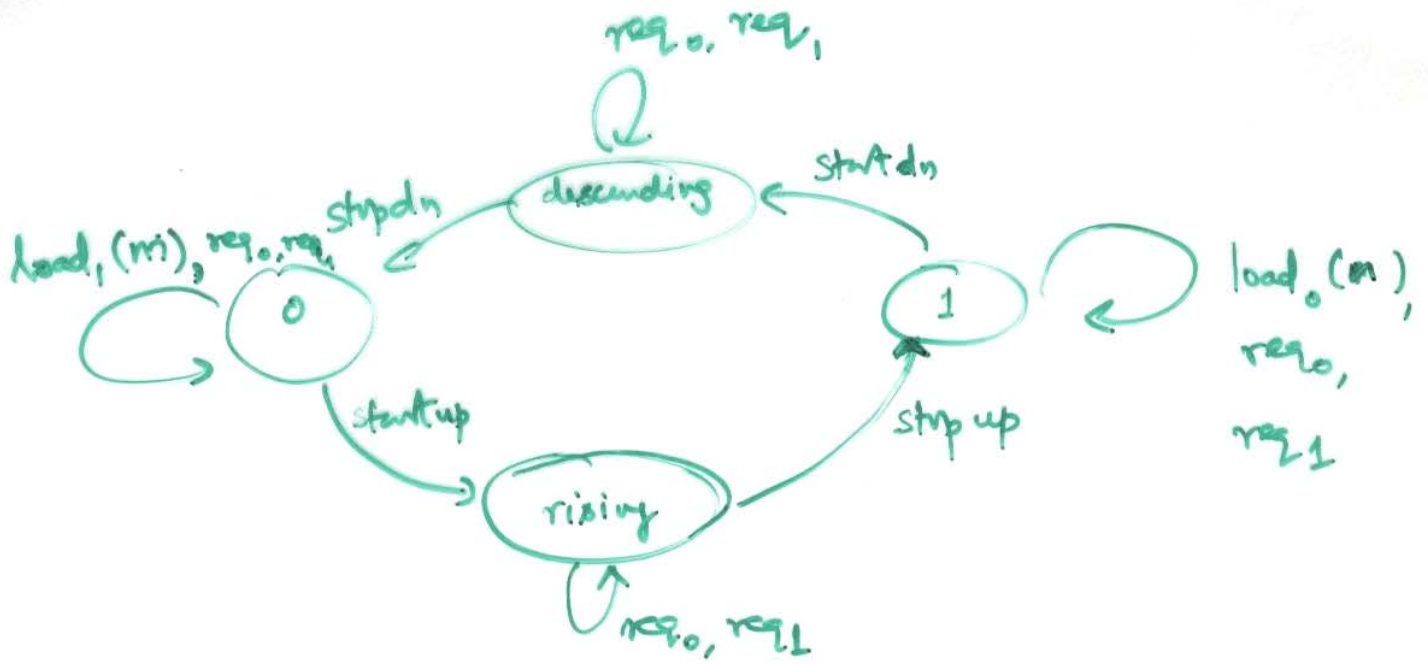 req₀, req₁
startdn
descending
stopdn
load₁(m), req₀, req₁
0
1
load₀(m),
req₀,
req1
startup
stop up
rising
req₀, req1